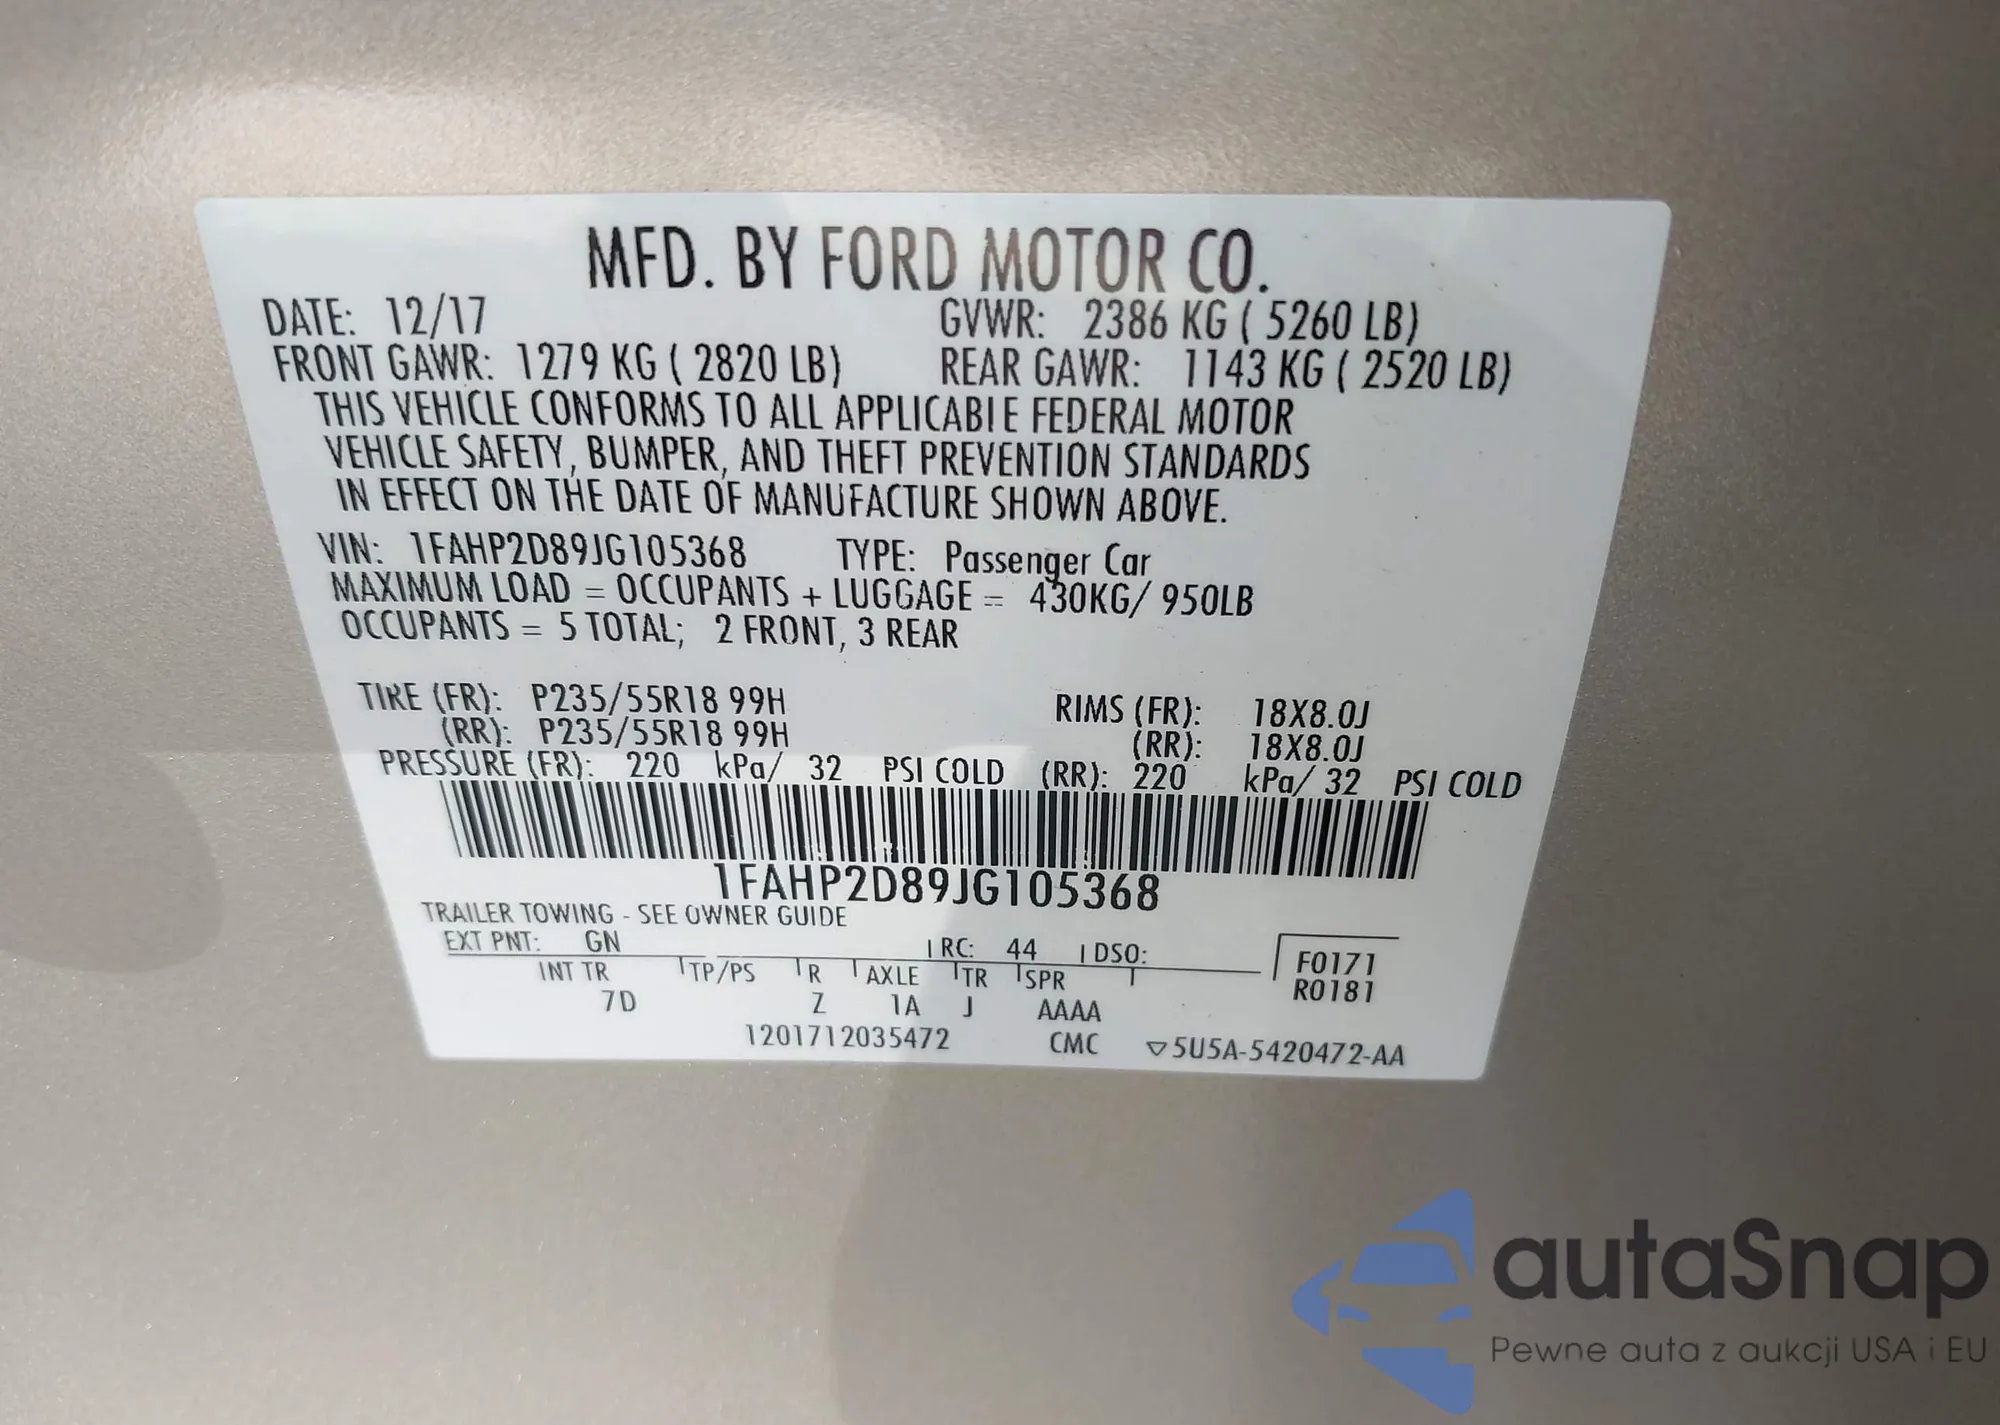 MFD. BY FORD MOTOR CO.
DATE: 12/17 GVWR: 2386 KG ( 5260 LB)
FRONT GAWR: 1279 KG ( 2820 LB) REAR GAWR: 1143 KG ( 2520 LB)
THIS VEHICLE CONFORMS TO ALL APPLICABLE FEDERAL MOTOR
VEHICLE SAFETY, BUMPER, AND THEFT PREVENTION STANDARDS
IN EFFECT ON THE DATE OF MANUFACTURE SHOWN ABOVE.
VIN: 1FAHP2D89JG105368 TYPE: Passenger Car
MAXIMUM LOAD = OCCUPANTS + LUGGAGE = 430KG/ 950LB
OCCUPANTS = 5 TOTAL; 2 FRONT, 3 REAR
TIRE (FR): P235/55R18 99H RIMS (FR): 18X8.0J
(RR): P235/55R18 99H (RR): 18X8.0J
PRESSURE (FR): 220 kPa/ 32 PSI COLD (RR): 220 kPa/ 32 PSI COLD
1FAHP2D89JG105368
TRAILER TOWING - SEE OWNER GUIDE
EXT PNT: GN RC: 44 DSO: F0171
INT TR TP/PS R AXLE TR SPR R0181
7D Z 1A J AAAA
1201712035472 CMC ▽5U5A-5420472-AA
autaSnap
Pewne auta z aukcji USA i EU